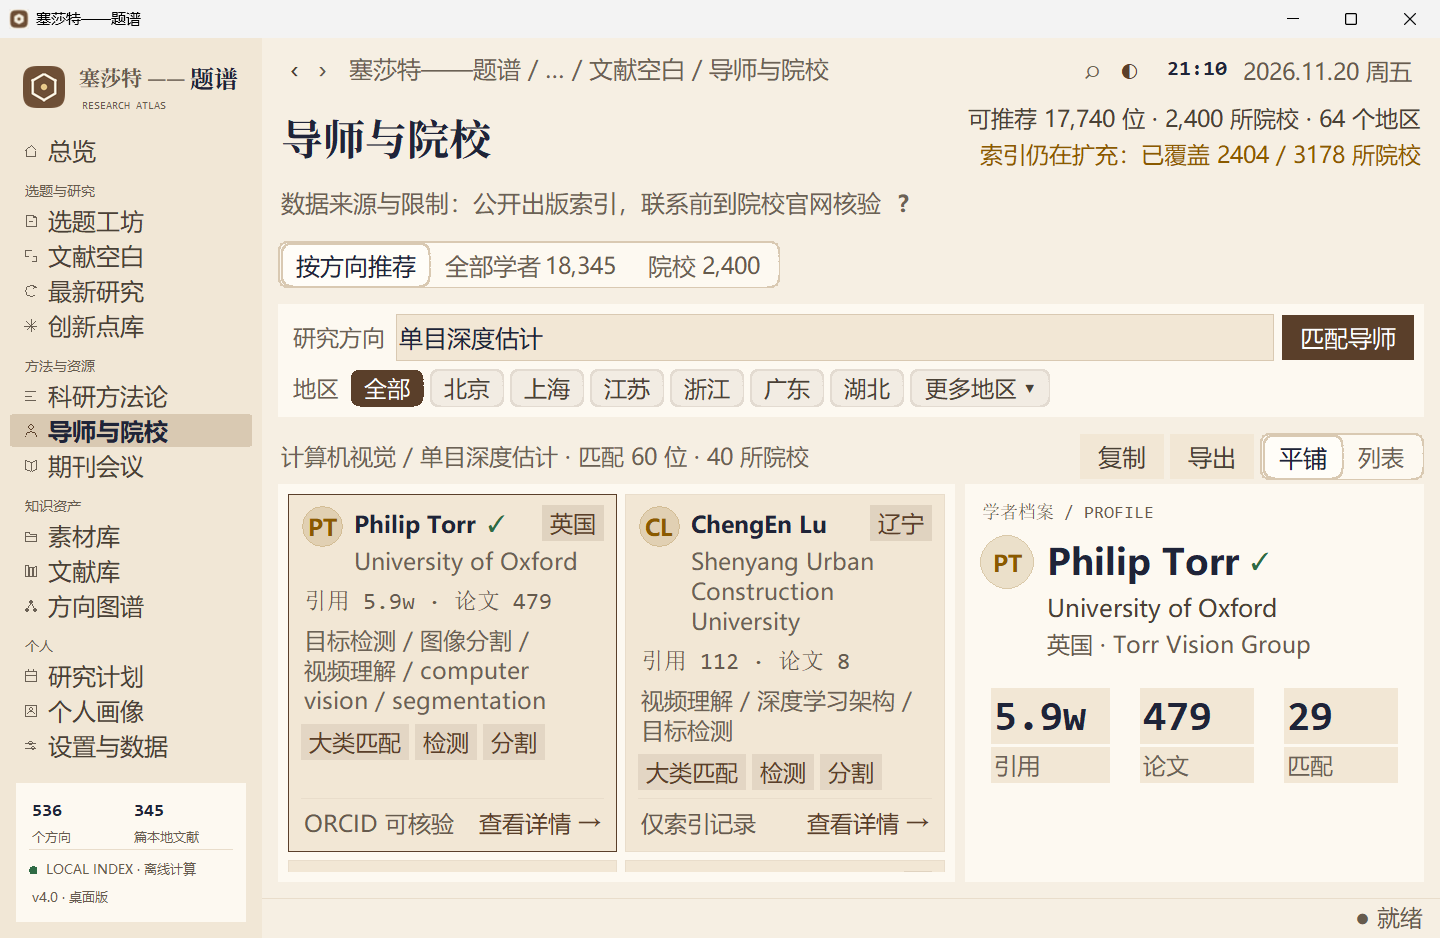 塞莎特——题谱
塞莎特 —— 题谱
RESEARCH ATLAS
总览
选题与研究
选题工坊
文献空白
最新研究
创新点库
方法与资源
科研方法论
导师与院校
期刊会议
知识资产
素材库
文献库
方向图谱
个人
研究计划
个人画像
设置与数据
536 345
个方向 篇本地文献
LOCAL INDEX · 离线计算
v4.0 · 桌面版
‹ › 塞莎特——题谱 / ... / 文献空白 / 导师与院校
21:10 2026.11.20 周五
导师与院校
可推荐 17,740 位 · 2,400 所院校 · 64 个地区
索引仍在扩充：已覆盖 2404 / 3178 所院校
数据来源与限制：公开出版索引，联系前到院校官网核验 ?
按方向推荐 全部学者 18,345 院校 2,400
研究方向 单目深度估计 匹配导师
地区 全部 北京 上海 江苏 浙江 广东 湖北 更多地区 ▾
计算机视觉 / 单目深度估计 · 匹配 60 位 · 40 所院校
复制 导出 平铺 列表
PT Philip Torr ✓ 英国
University of Oxford
引用 5.9w · 论文 479
目标检测 / 图像分割 /
视频理解 / computer
vision / segmentation
大类匹配 检测 分割
ORCID 可核验 查看详情 →
CL ChengEn Lu 辽宁
Shenyang Urban
Construction
University
引用 112 · 论文 8
视频理解 / 深度学习架构 /
目标检测
大类匹配 检测 分割
仅索引记录 查看详情 →
学者档案 / PROFILE
PT Philip Torr ✓
University of Oxford
英国 · Torr Vision Group
5.9w 479 29
引用 论文 匹配
● 就绪